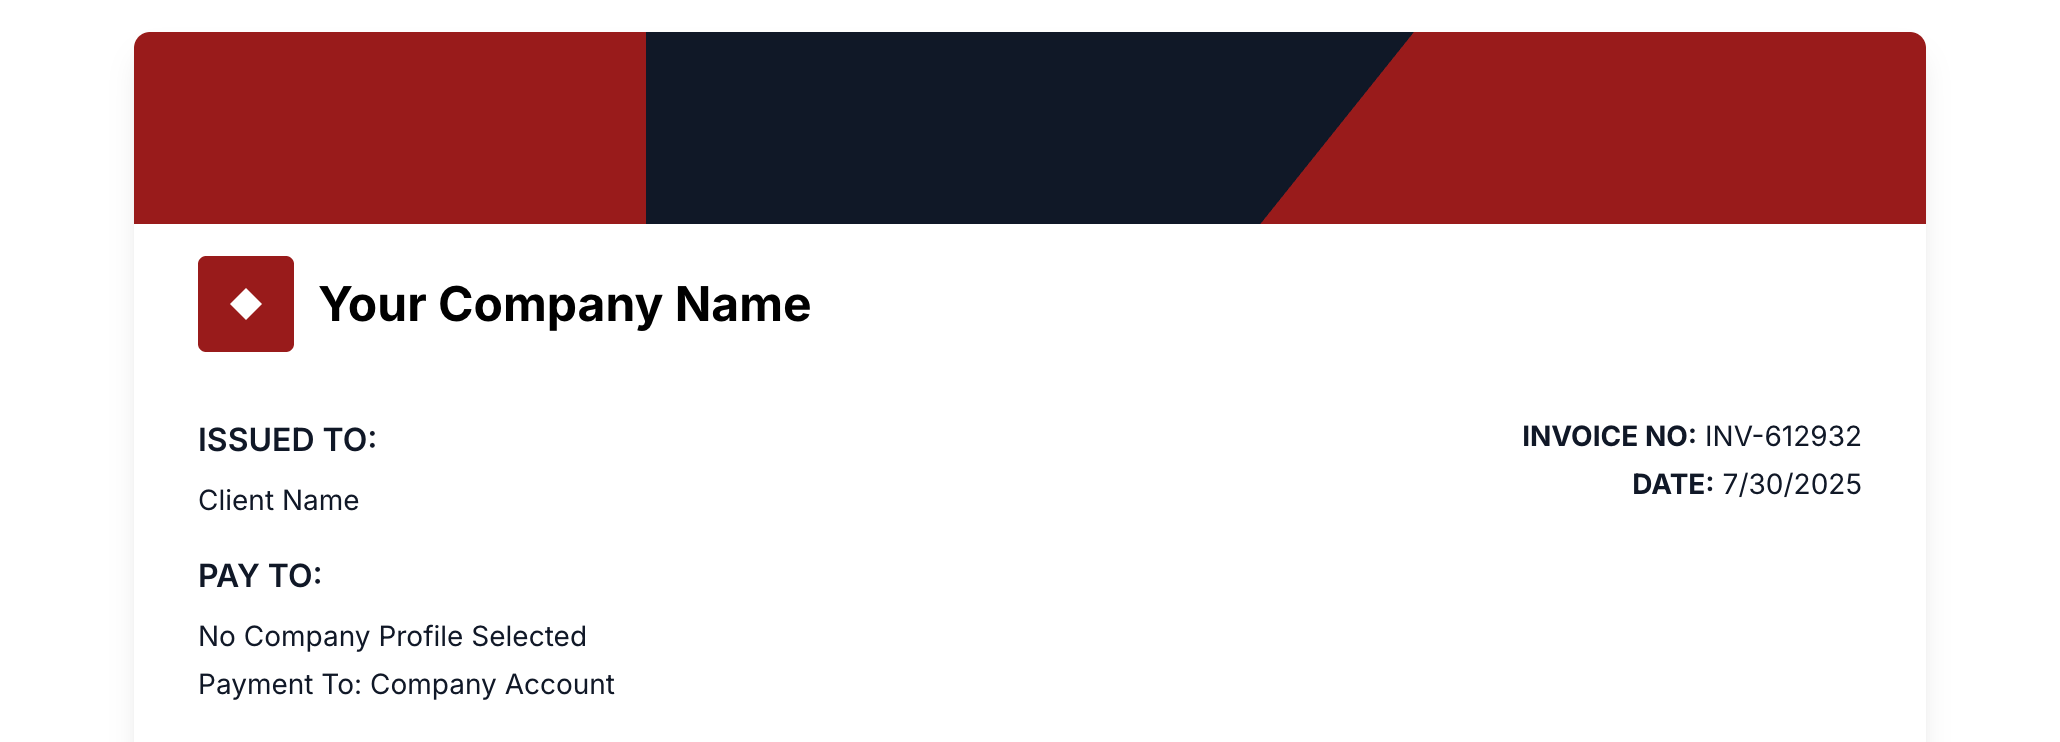 Your Company Name
ISSUED TO:
Client Name
INVOICE NO: INV-612932
DATE: 7/30/2025
PAY TO:
No Company Profile Selected
Payment To: Company Account